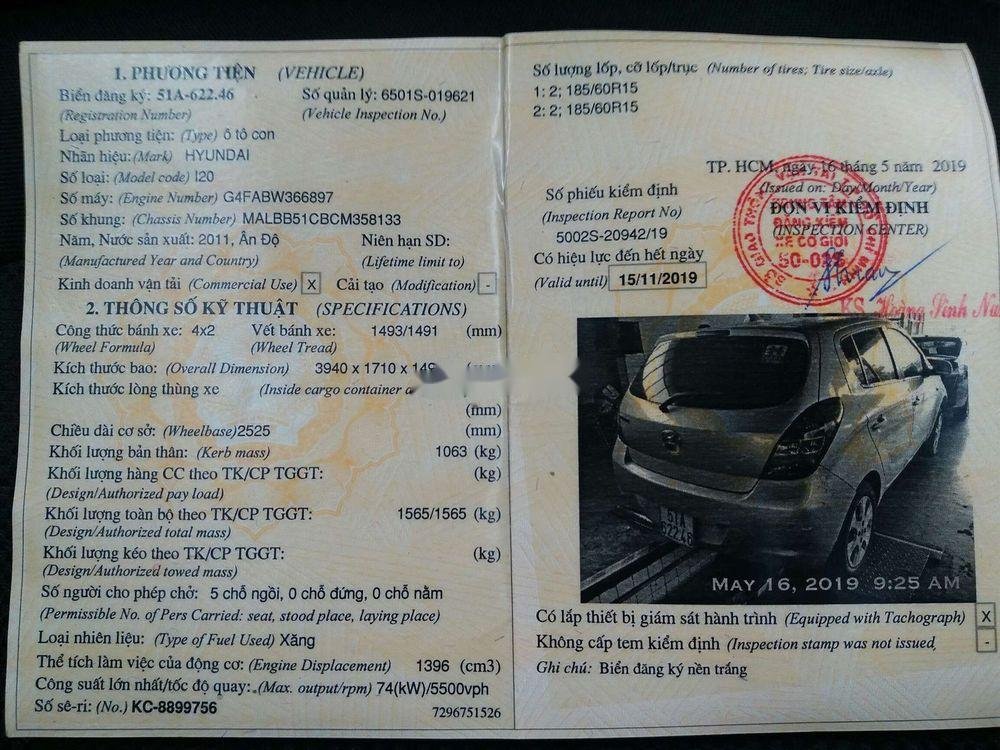 1. PHƯƠNG TIỆN (VEHICLE)
Biển đăng ký: 51A-622.46 Số quản lý: 6501S-019621
(Registration Number) (Vehicle Inspection No.)
Loại phương tiện: (Type) ô tô con
Nhãn hiệu: (Mark) HYUNDAI
Số loại: (Model code) I20
Số máy: (Engine Number) G4FABW366897
Số khung: (Chassis Number) MALBB51CBCM358133
Năm, Nước sản xuất: 2011, Ấn Độ Niên hạn SD:
(Manufactured Year and Country) (Lifetime limit to)
Kinh doanh vận tải (Commercial Use) X Cải tạo (Modification) -
2. THÔNG SỐ KỸ THUẬT (SPECIFICATIONS)
Công thức bánh xe: 4x2 Vết bánh xe: 1493/1491 (mm)
(Wheel Formula) (Wheel Tread)
Kích thước bao: (Overall Dimension) 3940 x 1710 x
Kích thước lòng thùng xe (Inside cargo container
(mm)
Chiều dài cơ sở: (Wheelbase)2525 (mm)
Khối lượng bản thân: (Kerb mass) 1063 (kg)
Khối lượng hàng CC theo TK/CP TGGT: (kg)
(Design/Authorized pay load)
Khối lượng toàn bộ theo TK/CP TGGT: 1565/1565 (kg)
(Design/Authorized total mass)
Khối lượng kéo theo TK/CP TGGT: (kg)
(Design/Authorized towed mass)
Số người cho phép chở: 5 chỗ ngồi, 0 chỗ đứng, 0 chỗ nằm
(Permissible No. of Pers Carried: seat, stood place, laying place)
Loại nhiên liệu: (Type of Fuel Used) Xăng
Thể tích làm việc của động cơ: (Engine Displacement) 1396 (cm3)
Công suất lớn nhất/tốc độ quay: (Max. output/rpm) 74(kW)/5500vph
Số sê-ri: (No.) KC-8899756 7296751526
Số lượng lốp, cỡ lốp/trục (Number of tires; Tire size/axle)
1: 2; 185/60R15
2: 2; 185/60R15
TP. HCM, ngày 16 tháng 5 năm 2019
(Issued on: Day/Month/Year)
Số phiếu kiểm định ĐƠN VỊ KIỂM ĐỊNH
(Inspection Report No) (INSPECTION CENTER)
5002S-20942/19
Có hiệu lực đến hết ngày
(Valid until) 15/11/2019
TRUNG TÂM
ĐĂNG KIỂM
XE CƠ GIỚI
KS
51A
622.46
MAY 16, 2019 9:25 AM
Có lắp thiết bị giám sát hành trình (Equipped with Tachograph) X
Không cấp tem kiểm định (Inspection stamp was not issued) -
Ghi chú: Biển đăng ký nền trắng